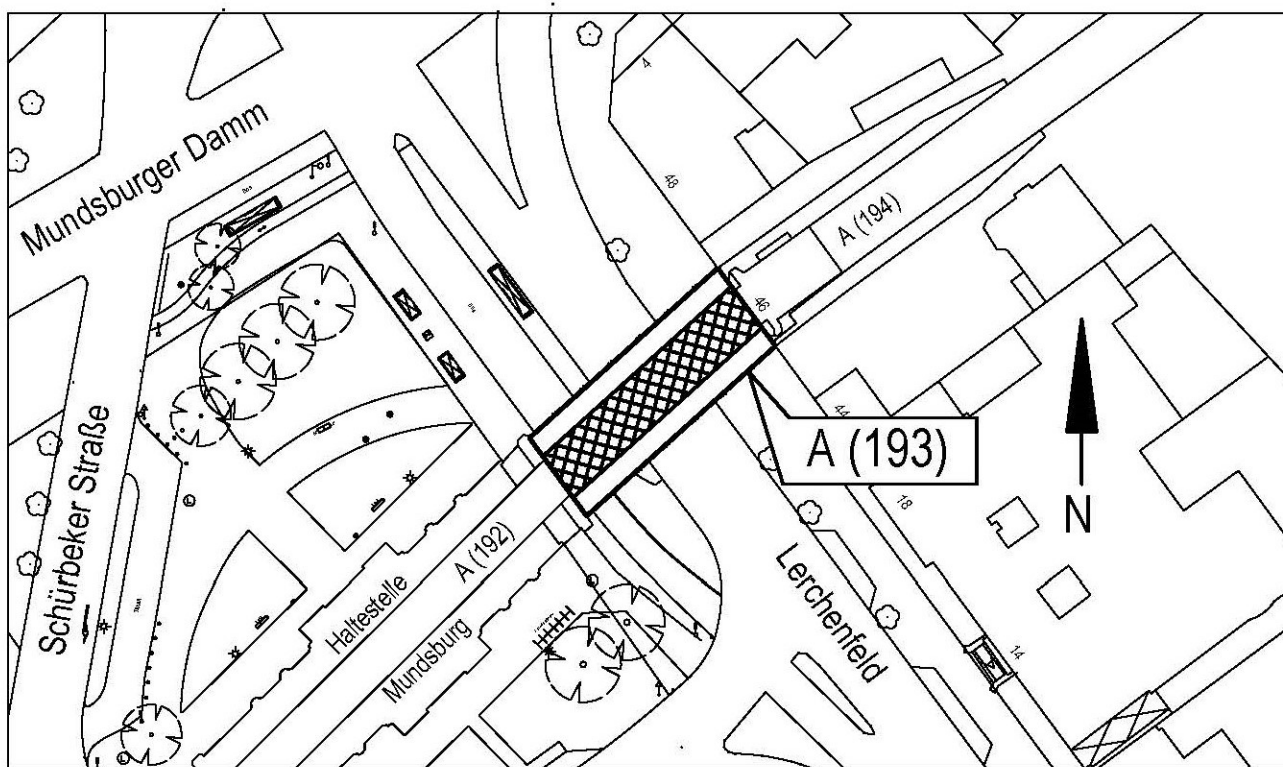 Mundsburger Damm
Schürbeker Straße
4
48
A (194)
46
A (193)
44
18
N
A (192)
Haltestelle
Mundsburg
Lerchenfeld
14